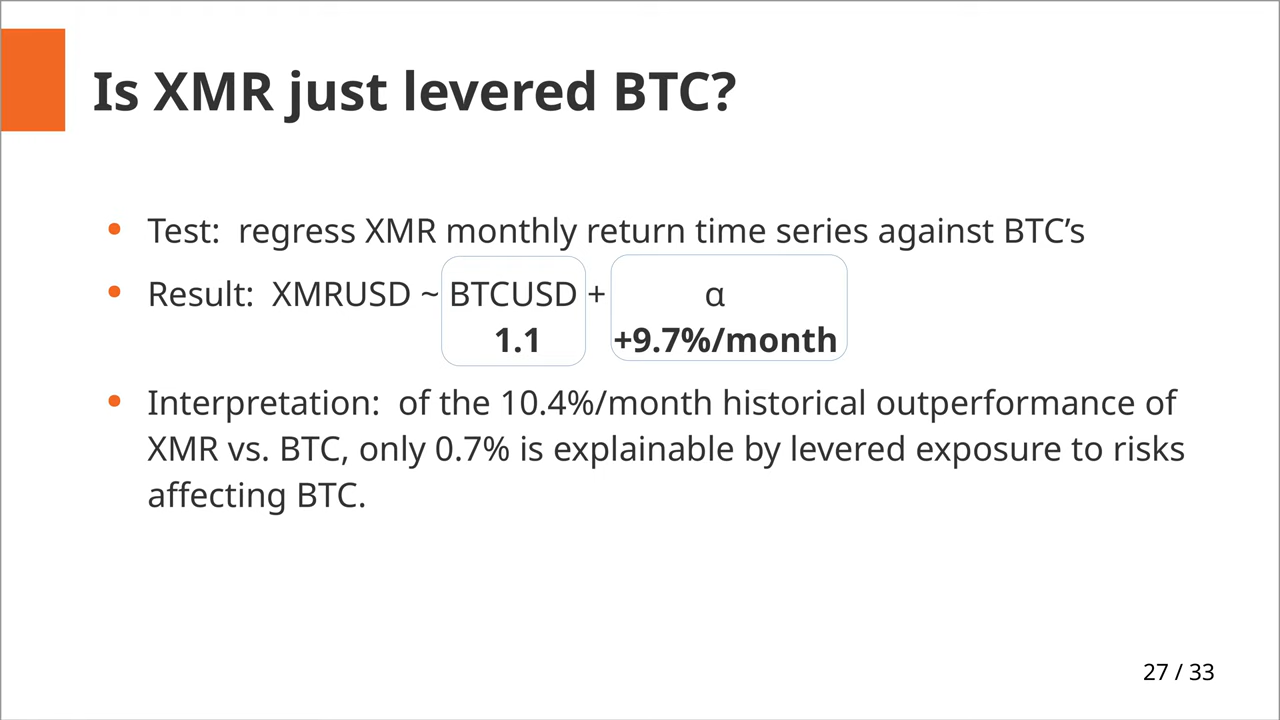 Is XMR just levered BTC?
• Test:  regress XMR monthly return time series against BTC’s
• Result:  XMRUSD ~ BTCUSD + α
1.1 +9.7%/month
• Interpretation:  of the 10.4%/month historical outperformance of
XMR vs. BTC, only 0.7% is explainable by levered exposure to risks
affecting BTC.
27 / 33